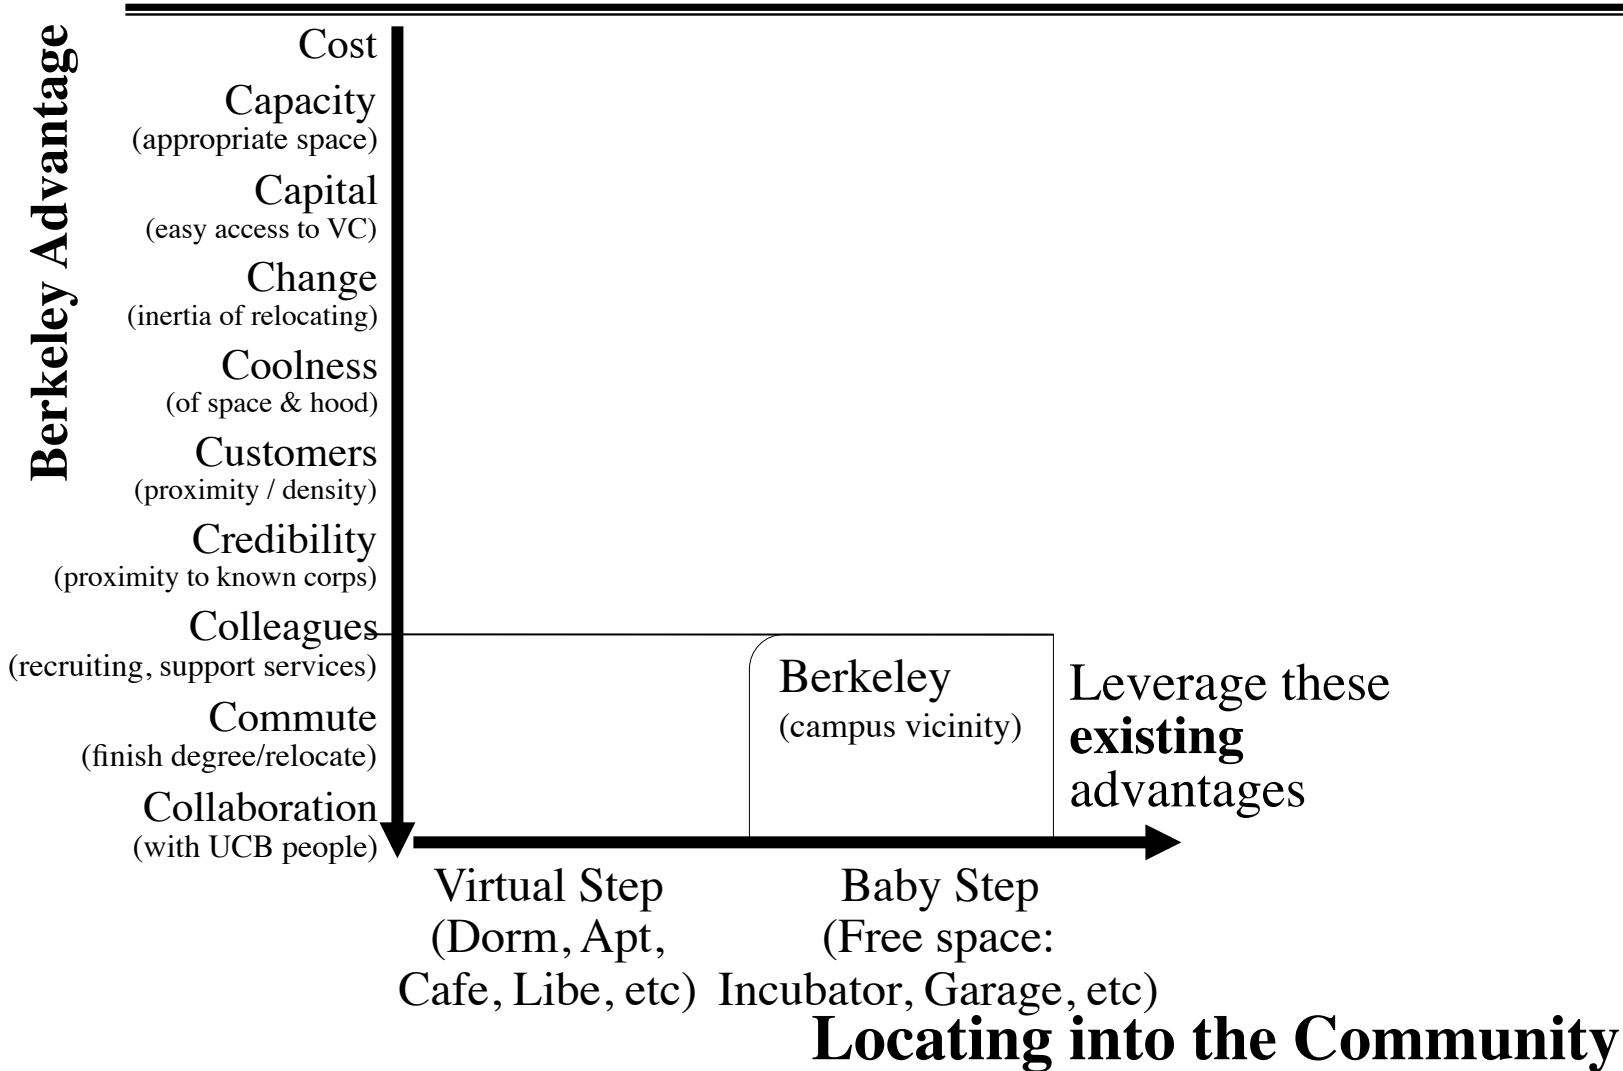 Berkeley Advantage
Cost
Capacity
(appropriate space)
Capital
(easy access to VC)
Change
(inertia of relocating)
Coolness
(of space & hood)
Customers
(proximity / density)
Credibility
(proximity to known corps)
Colleagues
(recruiting, support services)
Commute
(finish degree/relocate)
Collaboration
(with UCB people)
Berkeley
(campus vicinity)
Leverage these
existing
advantages
Virtual Step
(Dorm, Apt,
Cafe, Libe, etc)
Baby Step
(Free space:
Incubator, Garage, etc)
Locating into the Community